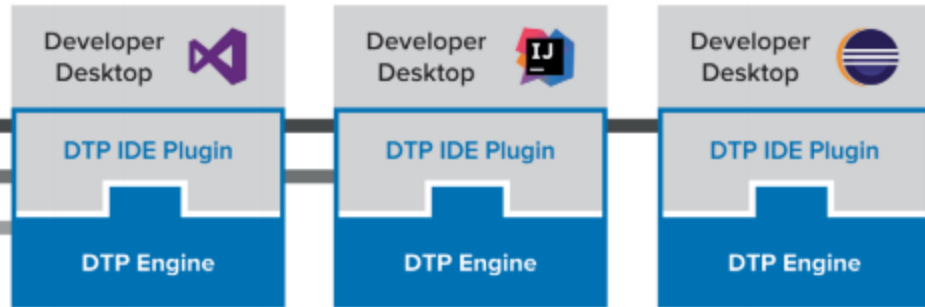 Developer
Desktop
DTP IDE Plugin
DTP Engine
Developer
Desktop
IJ
DTP IDE Plugin
DTP Engine
Developer
Desktop
DTP IDE Plugin
DTP Engine